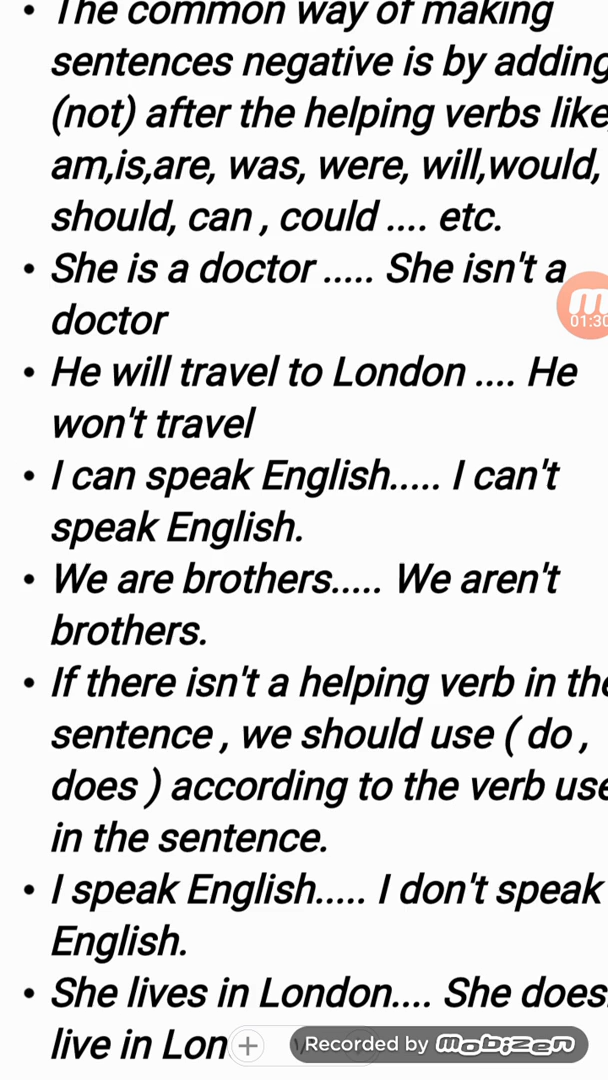 • The common way of making
sentences negative is by adding
(not) after the helping verbs like,
am,is,are, was, were, will,would,
should, can , could .... etc.
• She is a doctor ..... She isn't a
doctor
01:30
• He will travel to London .... He
won't travel
• I can speak English..... I can't
speak English.
• We are brothers..... We aren't
brothers.
• If there isn't a helping verb in the
sentence , we should use ( do ,
does ) according to the verb use
in the sentence.
• I speak English..... I don't speak
English.
• She lives in London.... She does
live in Lon
Recorded by mobizen